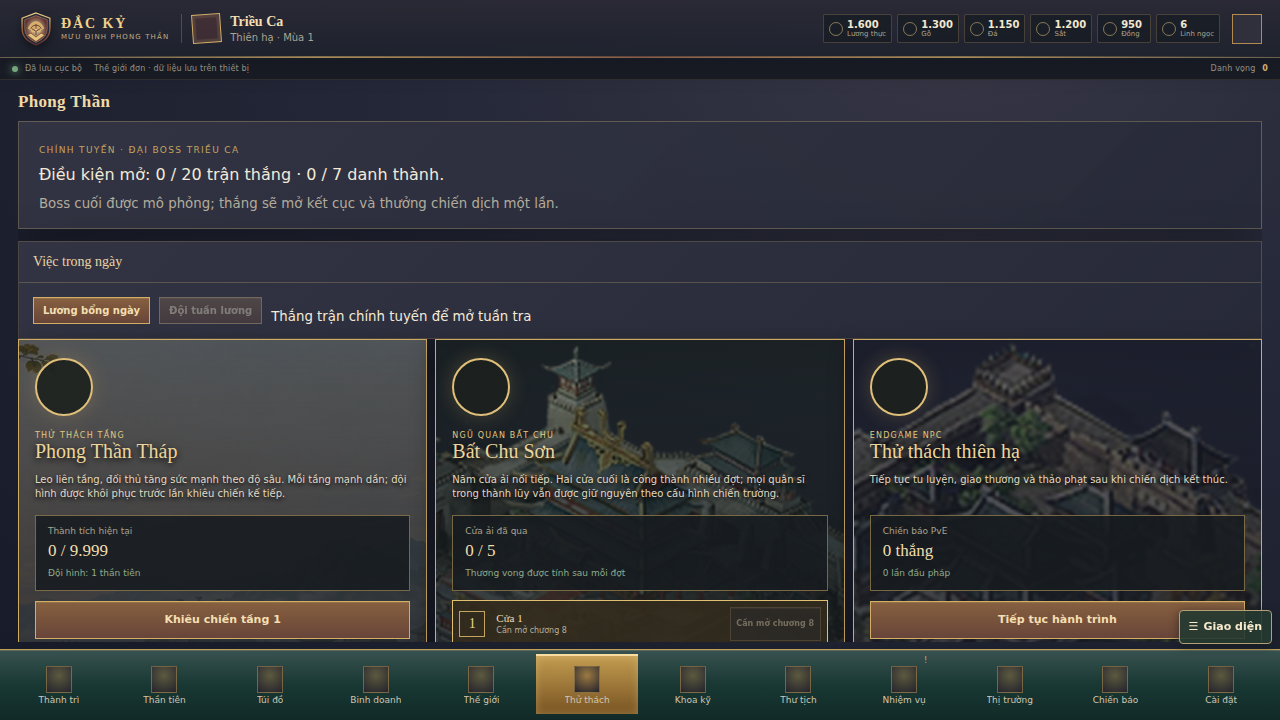 ĐẮC KỶ
MƯU ĐỊNH PHONG THẦN
Triều Ca
Thiên hạ · Mùa 1
1.600
Lương thực
1.300
Gỗ
1.150
Đá
1.200
Sắt
950
Đồng
6
Linh ngọc
Đã lưu cục bộ
Thế giới đơn · dữ liệu lưu trên thiết bị
Danh vọng 0
Phong Thần
CHÍNH TUYẾN · ĐẠI BOSS TRIỀU CA
Điều kiện mở: 0 / 20 trận thắng · 0 / 7 danh thành.
Boss cuối được mô phỏng; thắng sẽ mở kết cục và thưởng chiến dịch một lần.
Việc trong ngày
Lương bổng ngày
Đội tuần lương
Thắng trận chính tuyến để mở tuần tra
THỬ THÁCH TẦNG
Phong Thần Tháp
Leo liên tầng, đối thủ tăng sức mạnh theo độ sâu. Mỗi tầng mạnh dần; đội
hình được khôi phục trước lần khiêu chiến kế tiếp.
Thành tích hiện tại
0 / 9.999
Đội hình: 1 thần tiên
Khiêu chiến tầng 1
NGŨ QUAN BẤT CHU
Bất Chu Sơn
Năm cửa ải nối tiếp. Hai cửa cuối là công thành nhiều đợt; mọi quân sĩ
trong thành lũy vẫn được giữ nguyên theo cấu hình chiến trường.
Cửa ải đã qua
0 / 5
Thương vong được tính sau mỗi đợt
1
Cửa 1
Cần mở chương 8
Cần mở chương 8
ENDGAME NPC
Thử thách thiên hạ
Tiếp tục tu luyện, giao thương và thảo phạt sau khi chiến dịch kết thúc.
Chiến báo PvE
0 thắng
0 lần đấu pháp
Tiếp tục hành trình
☰ Giao diện
Thành trì
Thần tiên
Túi đồ
Binh doanh
Thế giới
Thử thách
Khoa kỹ
Thư tịch
!
Nhiệm vụ
Thị trường
Chiến báo
Cài đặt